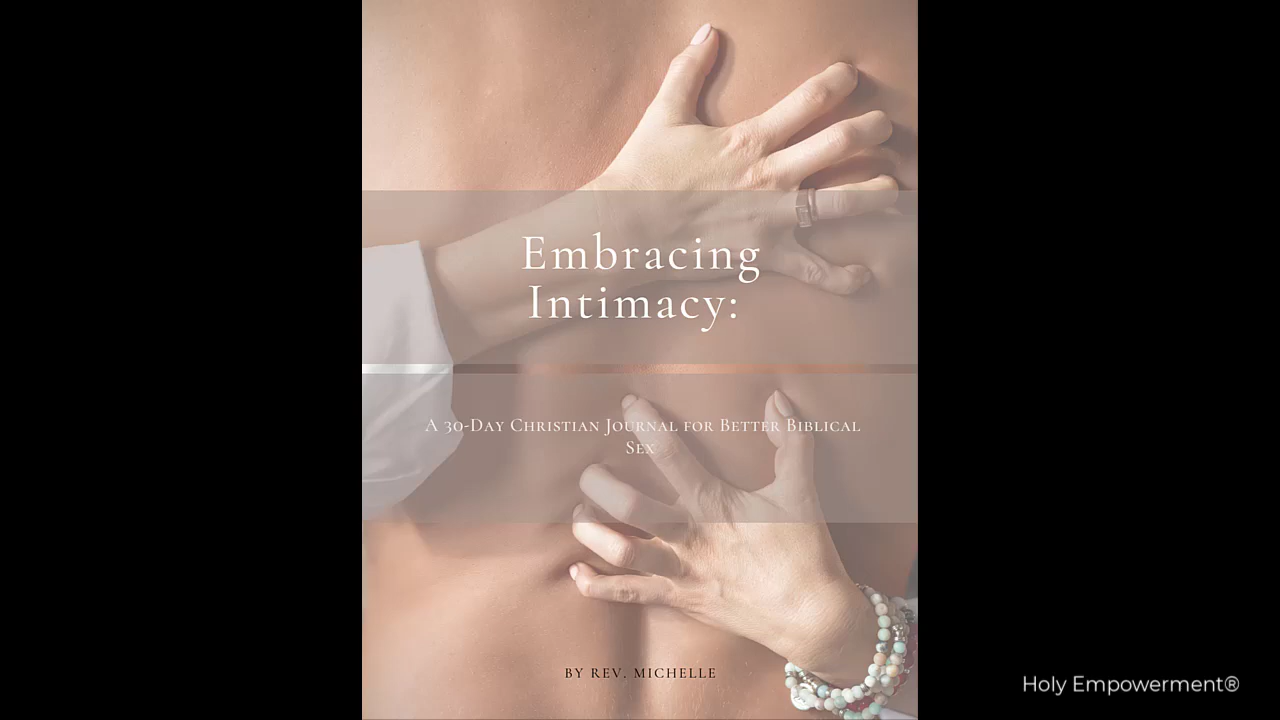 Embracing
Intimacy:
A 30-Day Christian Journal for Better Biblical
Sex
BY REV. MICHELLE
Holy Empowerment®